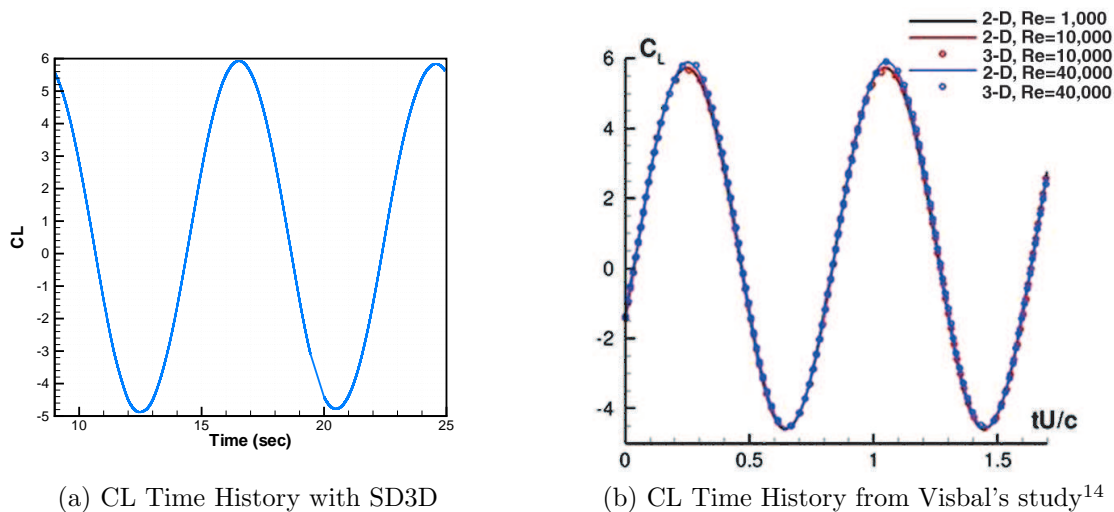 6
5
4
3
2
1
0
-1
-2
-3
-4
-5
CL
10 15 20 25
Time (sec)
(a) CL Time History with SD3D
2-D, Re= 1,000
2-D, Re=10,000
3-D, Re=10,000
2-D, Re=40,000
3-D, Re=40,000
CL
6
4
2
0
-2
-4
tU/c
0 0.5 1 1.5
(b) CL Time History from Visbal's study14